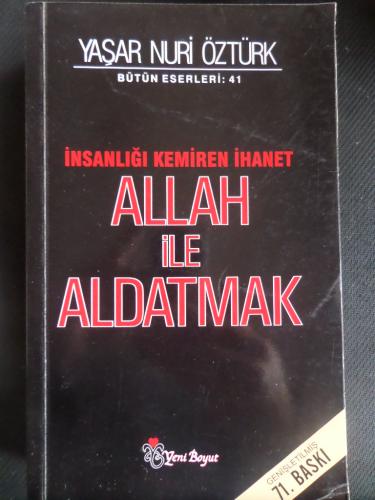 YAŞAR NURİ ÖZTÜRK
BÜTÜN ESERLERİ: 41
İNSANLIĞI KEMİREN İHANET
ALLAH
iLE
ALDATMAK
Yeni Boyut
GENİŞLETİLMİŞ
71. BASKI